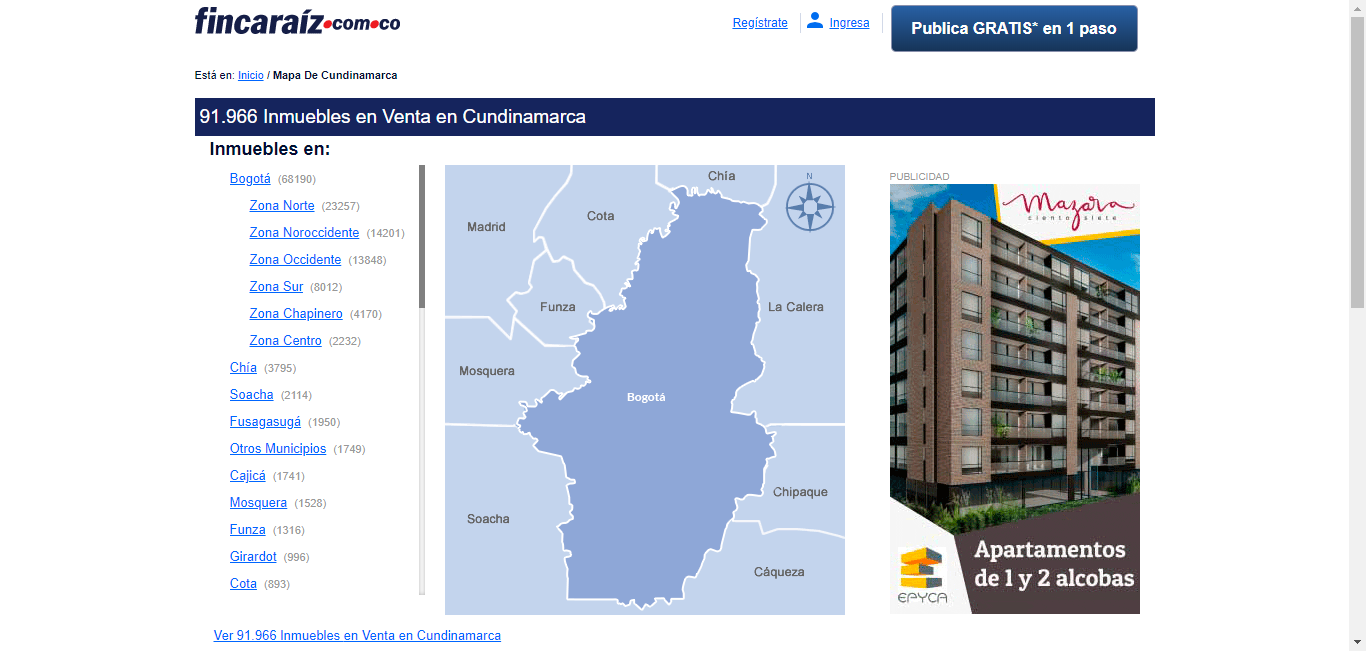 fincaraíz.com.co
Regístrate
Ingresa
Publica GRATIS* en 1 paso
Está en: Inicio / Mapa De Cundinamarca
91.966 Inmuebles en Venta en Cundinamarca
Inmuebles en:
Bogotá (68190)
Zona Norte (23257)
Zona Noroccidente (14201)
Zona Occidente (13848)
Zona Sur (8012)
Zona Chapinero (4170)
Zona Centro (2232)
Chía (3795)
Soacha (2114)
Fusagasugá (1950)
Otros Municipios (1749)
Cajicá (1741)
Mosquera (1528)
Funza (1316)
Girardot (996)
Cota (893)
Ver 91.966 Inmuebles en Venta en Cundinamarca
Chía
N
Madrid
Cota
Funza
La Calera
Mosquera
Bogotá
Chipaque
Soacha
Cáqueza
PUBLICIDAD
Mazara
ciento siete
Apartamentos
de 1 y 2 alcobas
EPYCA